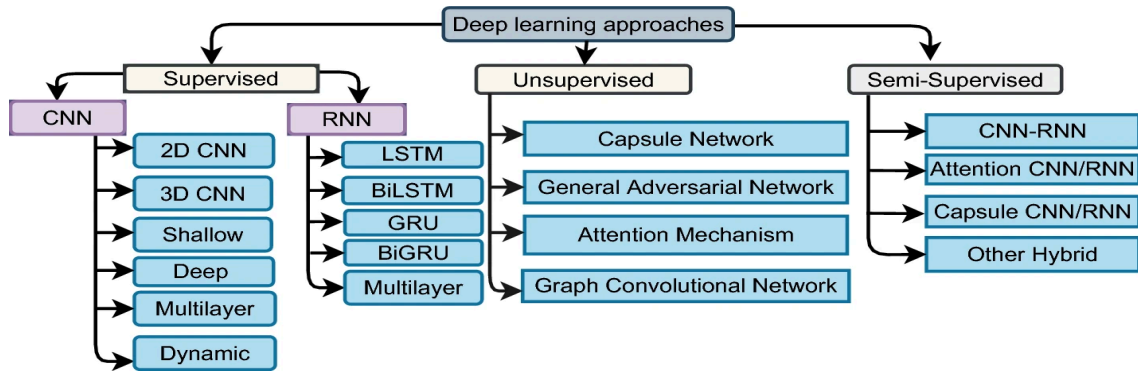 Deep learning approaches
Supervised
Unsupervised
Semi-Supervised
CNN
RNN
2D CNN
3D CNN
Shallow
Deep
Multilayer
Dynamic
LSTM
BiLSTM
GRU
BiGRU
Multilayer
Capsule Network
General Adversarial Network
Attention Mechanism
Graph Convolutional Network
CNN-RNN
Attention CNN/RNN
Capsule CNN/RNN
Other Hybrid